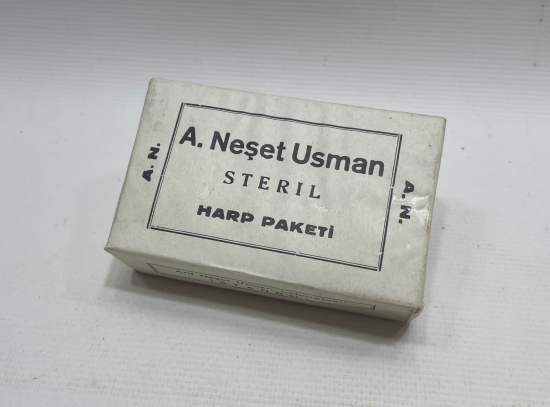 A. Neşet Usman
STERIL
HARP PAKETİ
A. N.
A. N.